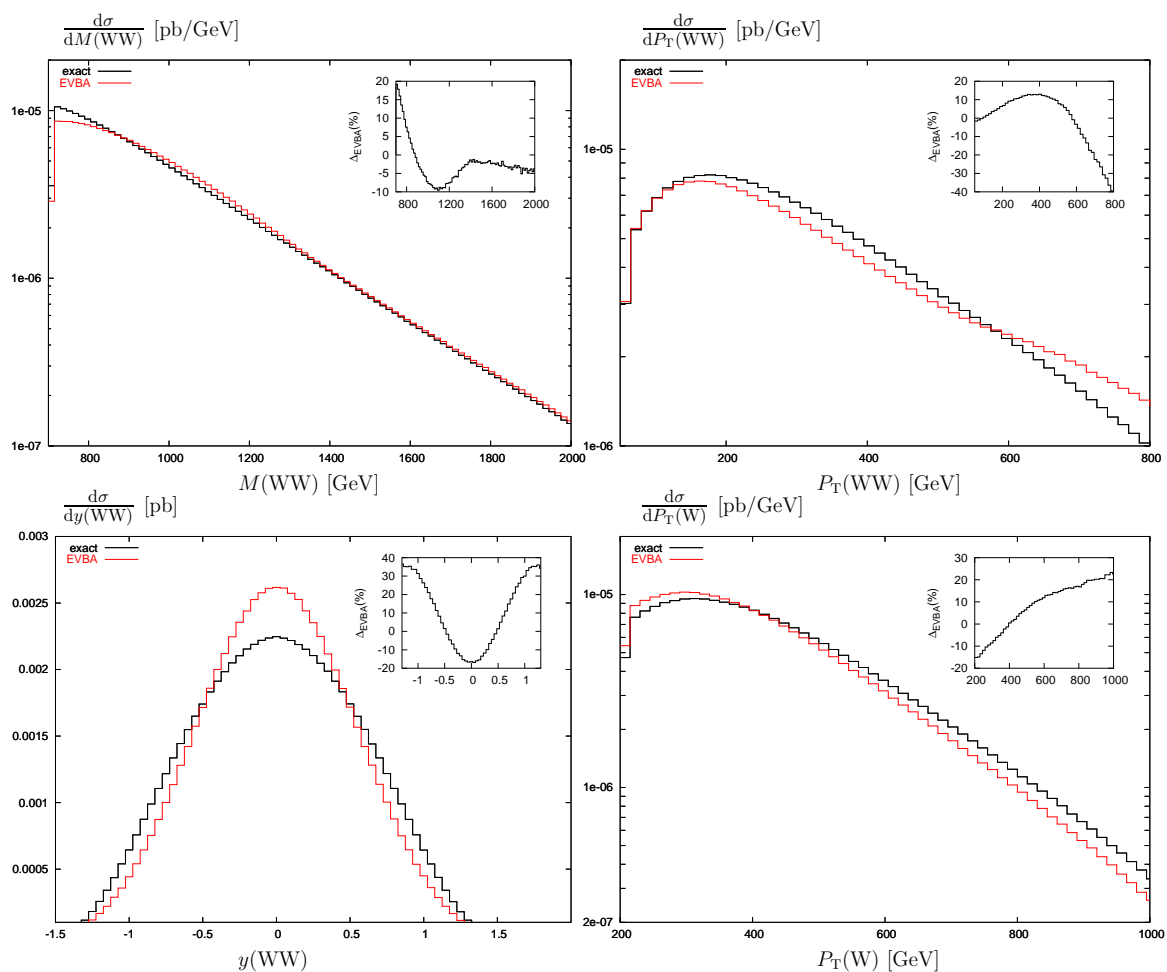 dσ
dM(WW) [pb/GeV]
exact
EVBA
1e-05
1e-06
1e-07
800 1000 1200 1400 1600 1800 2000
M(WW) [GeV]
Δ_EVBA(%)
20
15
10
5
0
-5
-10
800 1200 1600 2000
dσ
dP_T(WW) [pb/GeV]
exact
EVBA
1e-05
1e-06
200 400 600 800
P_T(WW) [GeV]
Δ_EVBA(%)
20
10
0
-10
-20
-30
-40
200 400 600 800
dσ
dy(WW) [pb]
exact
EVBA
0.003
0.0025
0.002
0.0015
0.001
0.0005
-1.5 -1 -0.5 0 0.5 1 1.5
y(WW)
Δ_EVBA(%)
40
30
20
10
0
-10
-20
-1 -0.5 0 0.5 1
dσ
dP_T(W) [pb/GeV]
exact
EVBA
1e-05
1e-06
2e-07
200 400 600 800 1000
P_T(W) [GeV]
Δ_EVBA(%)
30
20
10
0
-10
-20
200 400 600 800 1000